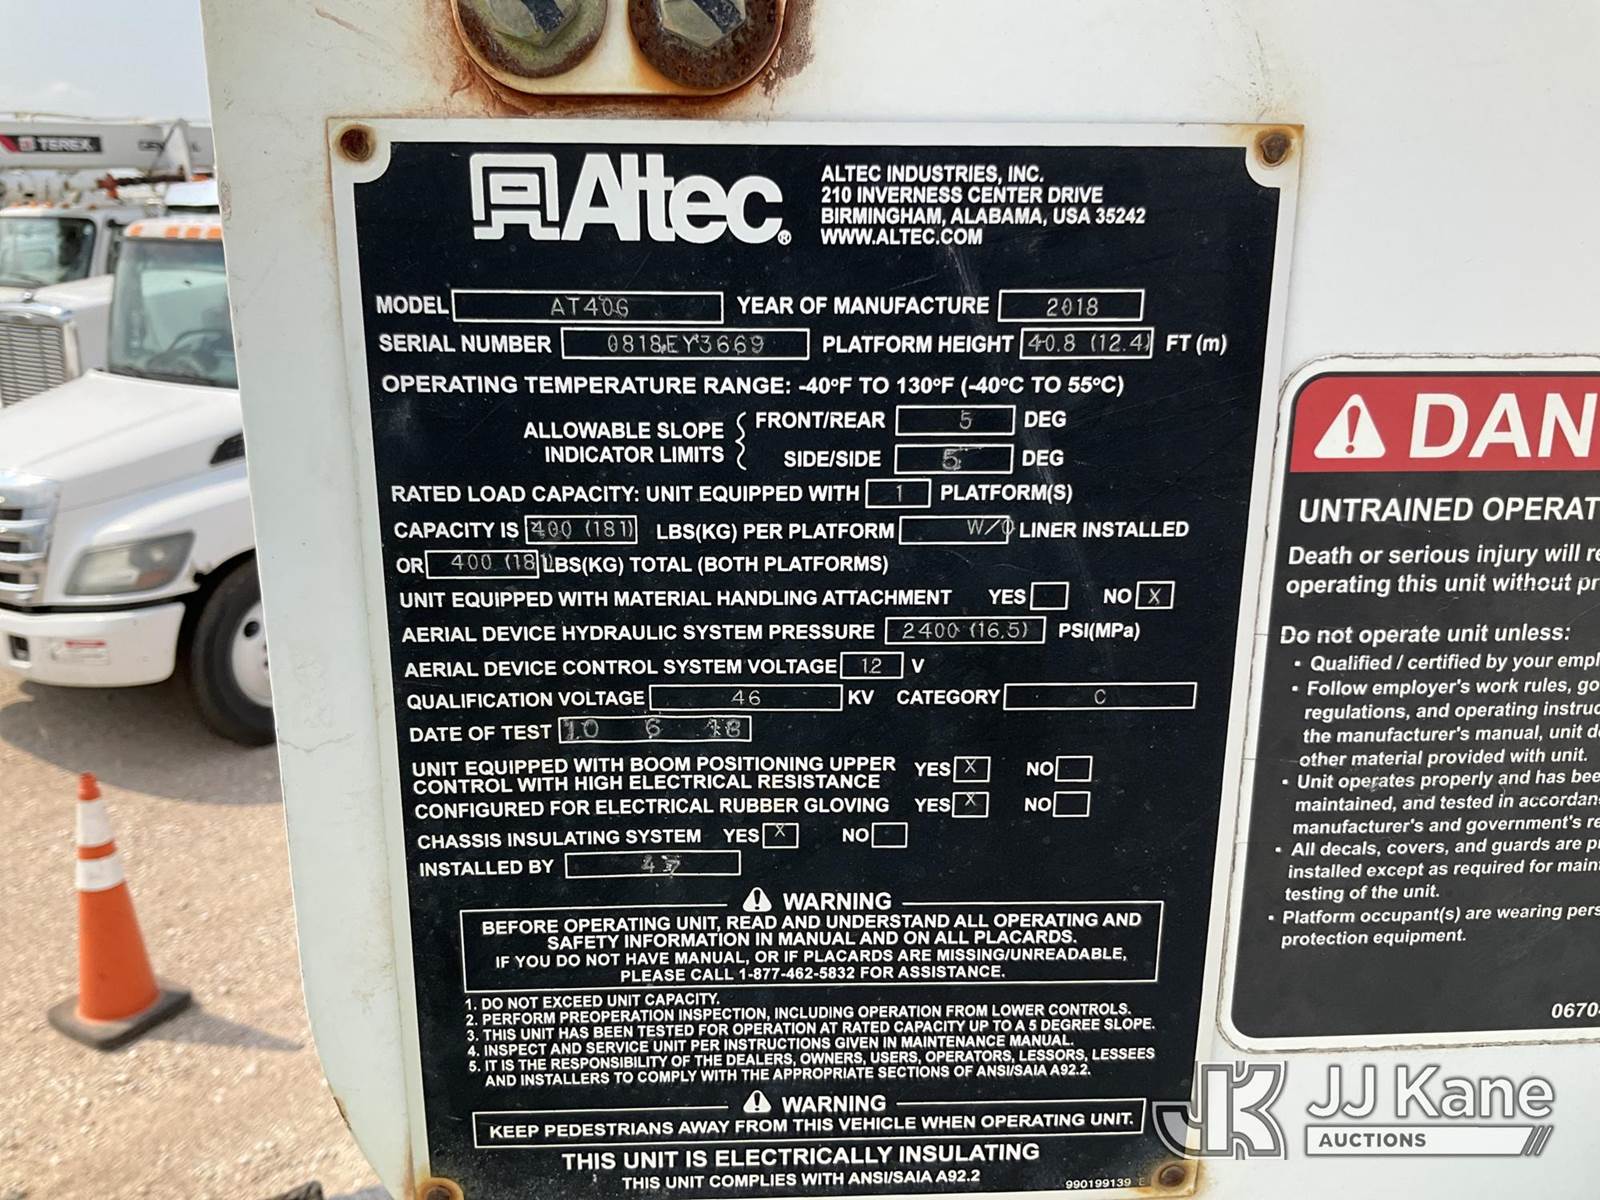 TEREX
Altec®
ALTEC INDUSTRIES, INC.
210 INVERNESS CENTER DRIVE
BIRMINGHAM, ALABAMA, USA 35242
WWW.ALTEC.COM
MODEL AT40G YEAR OF MANUFACTURE 2018
SERIAL NUMBER 0818EY3669 PLATFORM HEIGHT 40.8 (12.4) FT (m)
OPERATING TEMPERATURE RANGE: -40ºF TO 130ºF (-40ºC TO 55ºC)
ALLOWABLE SLOPE INDICATOR LIMITS
FRONT/REAR 5 DEG
SIDE/SIDE 5 DEG
RATED LOAD CAPACITY: UNIT EQUIPPED WITH 1 PLATFORM(S)
CAPACITY IS 400 (181) LBS(KG) PER PLATFORM W/O LINER INSTALLED
OR 400 (18 LBS(KG) TOTAL (BOTH PLATFORMS)
UNIT EQUIPPED WITH MATERIAL HANDLING ATTACHMENT YES NO X
AERIAL DEVICE HYDRAULIC SYSTEM PRESSURE 2400 (16.5) PSI(MPa)
AERIAL DEVICE CONTROL SYSTEM VOLTAGE 12 V
QUALIFICATION VOLTAGE 46 KV CATEGORY C
DATE OF TEST 10 6 18
UNIT EQUIPPED WITH BOOM POSITIONING UPPER
CONTROL WITH HIGH ELECTRICAL RESISTANCE YES X NO
CONFIGURED FOR ELECTRICAL RUBBER GLOVING YES X NO
CHASSIS INSULATING SYSTEM YES X NO
INSTALLED BY
WARNING
BEFORE OPERATING UNIT, READ AND UNDERSTAND ALL OPERATING AND
SAFETY INFORMATION IN MANUAL AND ON ALL PLACARDS.
IF YOU DO NOT HAVE MANUAL, OR IF PLACARDS ARE MISSING/UNREADABLE,
PLEASE CALL 1-877-462-5832 FOR ASSISTANCE.
1. DO NOT EXCEED UNIT CAPACITY.
2. PERFORM PREOPERATION INSPECTION, INCLUDING OPERATION FROM LOWER CONTROLS.
3. THIS UNIT HAS BEEN TESTED FOR OPERATION AT RATED CAPACITY UP TO A 5 DEGREE SLOPE.
4. INSPECT AND SERVICE UNIT PER INSTRUCTIONS GIVEN IN MAINTENANCE MANUAL.
5. IT IS THE RESPONSIBILITY OF THE DEALERS, OWNERS, USERS, OPERATORS, LESSORS, LESSEES
AND INSTALLERS TO COMPLY WITH THE APPROPRIATE SECTIONS OF ANSI/SAIA A92.2.
WARNING
KEEP PEDESTRIANS AWAY FROM THIS VEHICLE WHEN OPERATING UNIT.
THIS UNIT IS ELECTRICALLY INSULATING
THIS UNIT COMPLIES WITH ANSI/SAIA A92.2
990199139 E
DAN
UNTRAINED OPERAT
Death or serious injury will re
operating this unit without pr
Do not operate unit unless:
• Qualified / certified by your empl
• Follow employer's work rules, go
regulations, and operating instruc
the manufacturer's manual, unit de
other material provided with unit.
• Unit operates properly and has bee
maintained, and tested in accordan
manufacturer's and government's re
• All decals, covers, and guards are pr
installed except as required for main
testing of the unit.
• Platform occupant(s) are wearing pers
protection equipment.
0670
JK JJ Kane
AUCTIONS